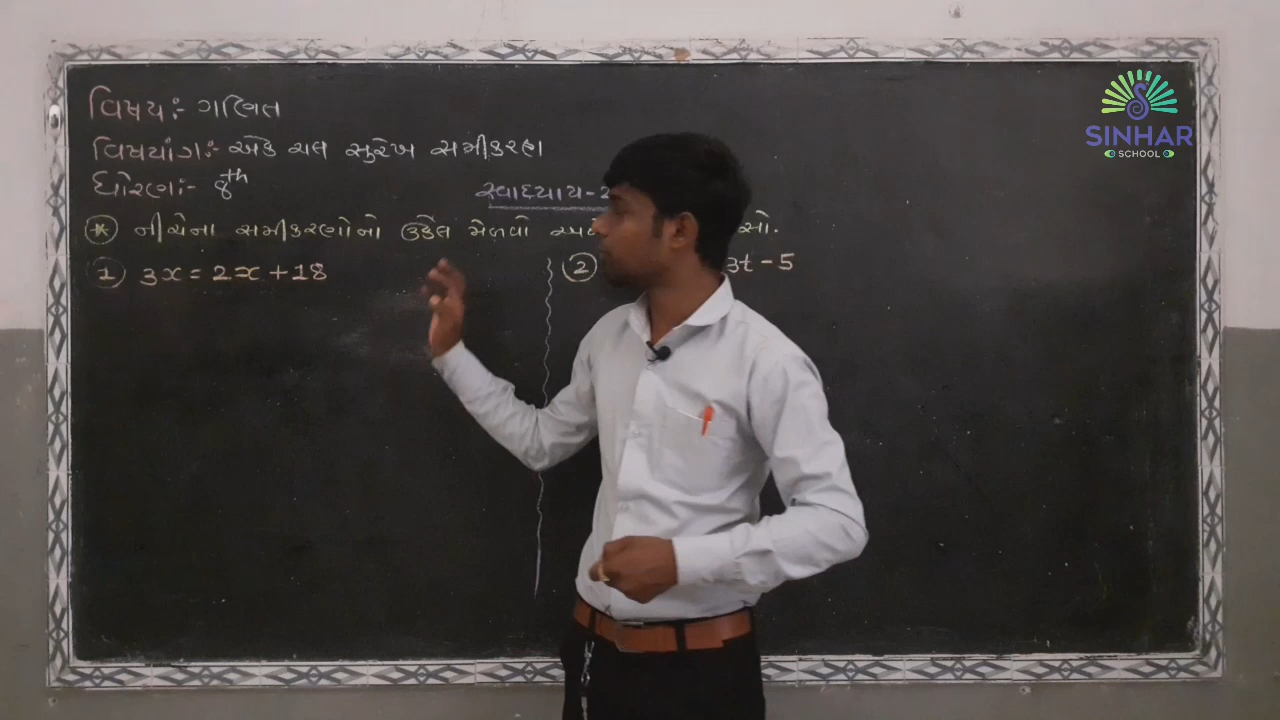 વિષય:- ગણિત
વિષયાંગ:- એક ચલ સુરેખ સમીકરણ
ધોરણ:- 8th
સ્વાધ્યાય-
* નીચેના સમીકરણોનો ઉકેલ મેળવો
1 3x = 2x + 18
2 3t - 5
SINHAR
SCHOOL